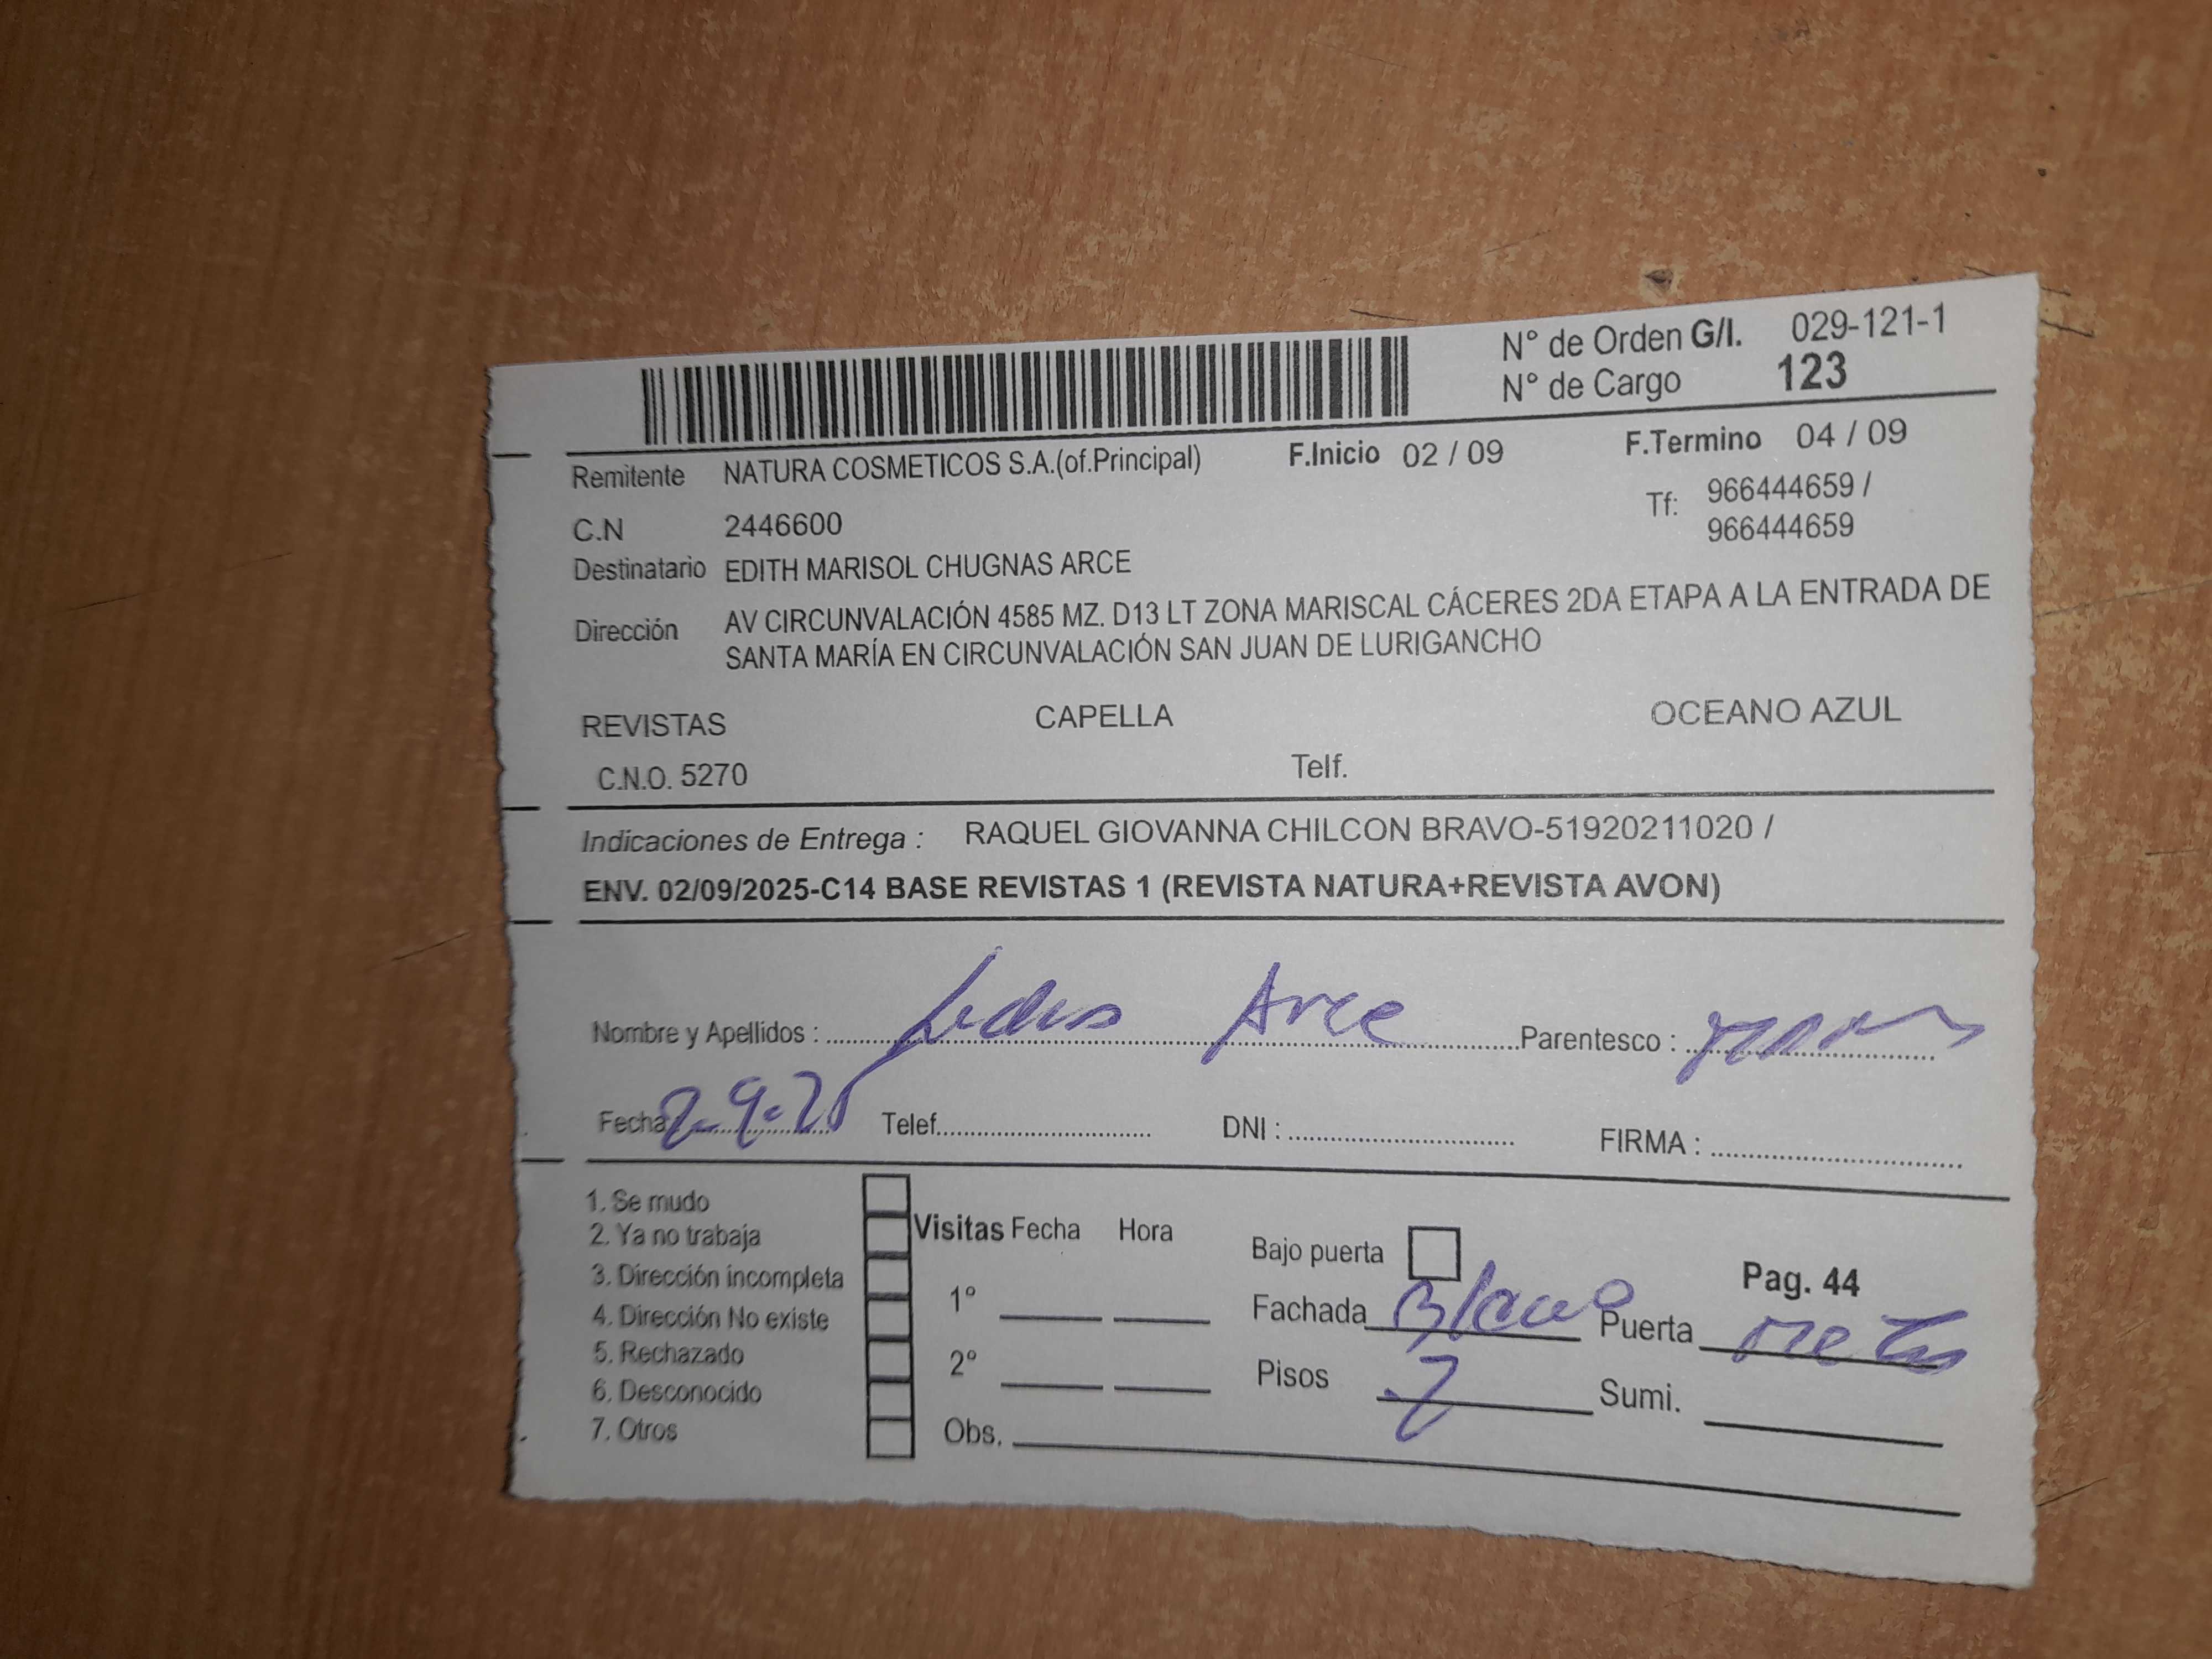 N° de Orden G/I. 029-121-1
N° de Cargo 123
Remitente NATURA COSMETICOS S.A.(of.Principal) F.Inicio 02 / 09 F.Termino 04 / 09
C.N 2446600 Tf: 966444659 /
966444659
Destinatario EDITH MARISOL CHUGNAS ARCE
Dirección AV CIRCUNVALACIÓN 4585 MZ. D13 LT ZONA MARISCAL CÁCERES 2DA ETAPA A LA ENTRADA DE
SANTA MARÍA EN CIRCUNVALACIÓN SAN JUAN DE LURIGANCHO
REVISTAS CAPELLA OCEANO AZUL
C.N.O. 5270 Telf.
Indicaciones de Entrega : RAQUEL GIOVANNA CHILCON BRAVO-51920211020 /
ENV. 02/09/2025-C14 BASE REVISTAS 1 (REVISTA NATURA+REVISTA AVON)
Nombre y Apellidos : Arce Parentesco :
Fecha: 2-9-25 Telef. DNI : FIRMA :
1. Se mudo
2. Ya no trabaja
3. Dirección incompleta
4. Dirección No existe
5. Rechazado
6. Desconocido
7. Otros
Visitas Fecha Hora
1°
2°
Obs.
Bajo puerta Pag. 44
Fachada Blanco Puerta
Pisos Sumi.